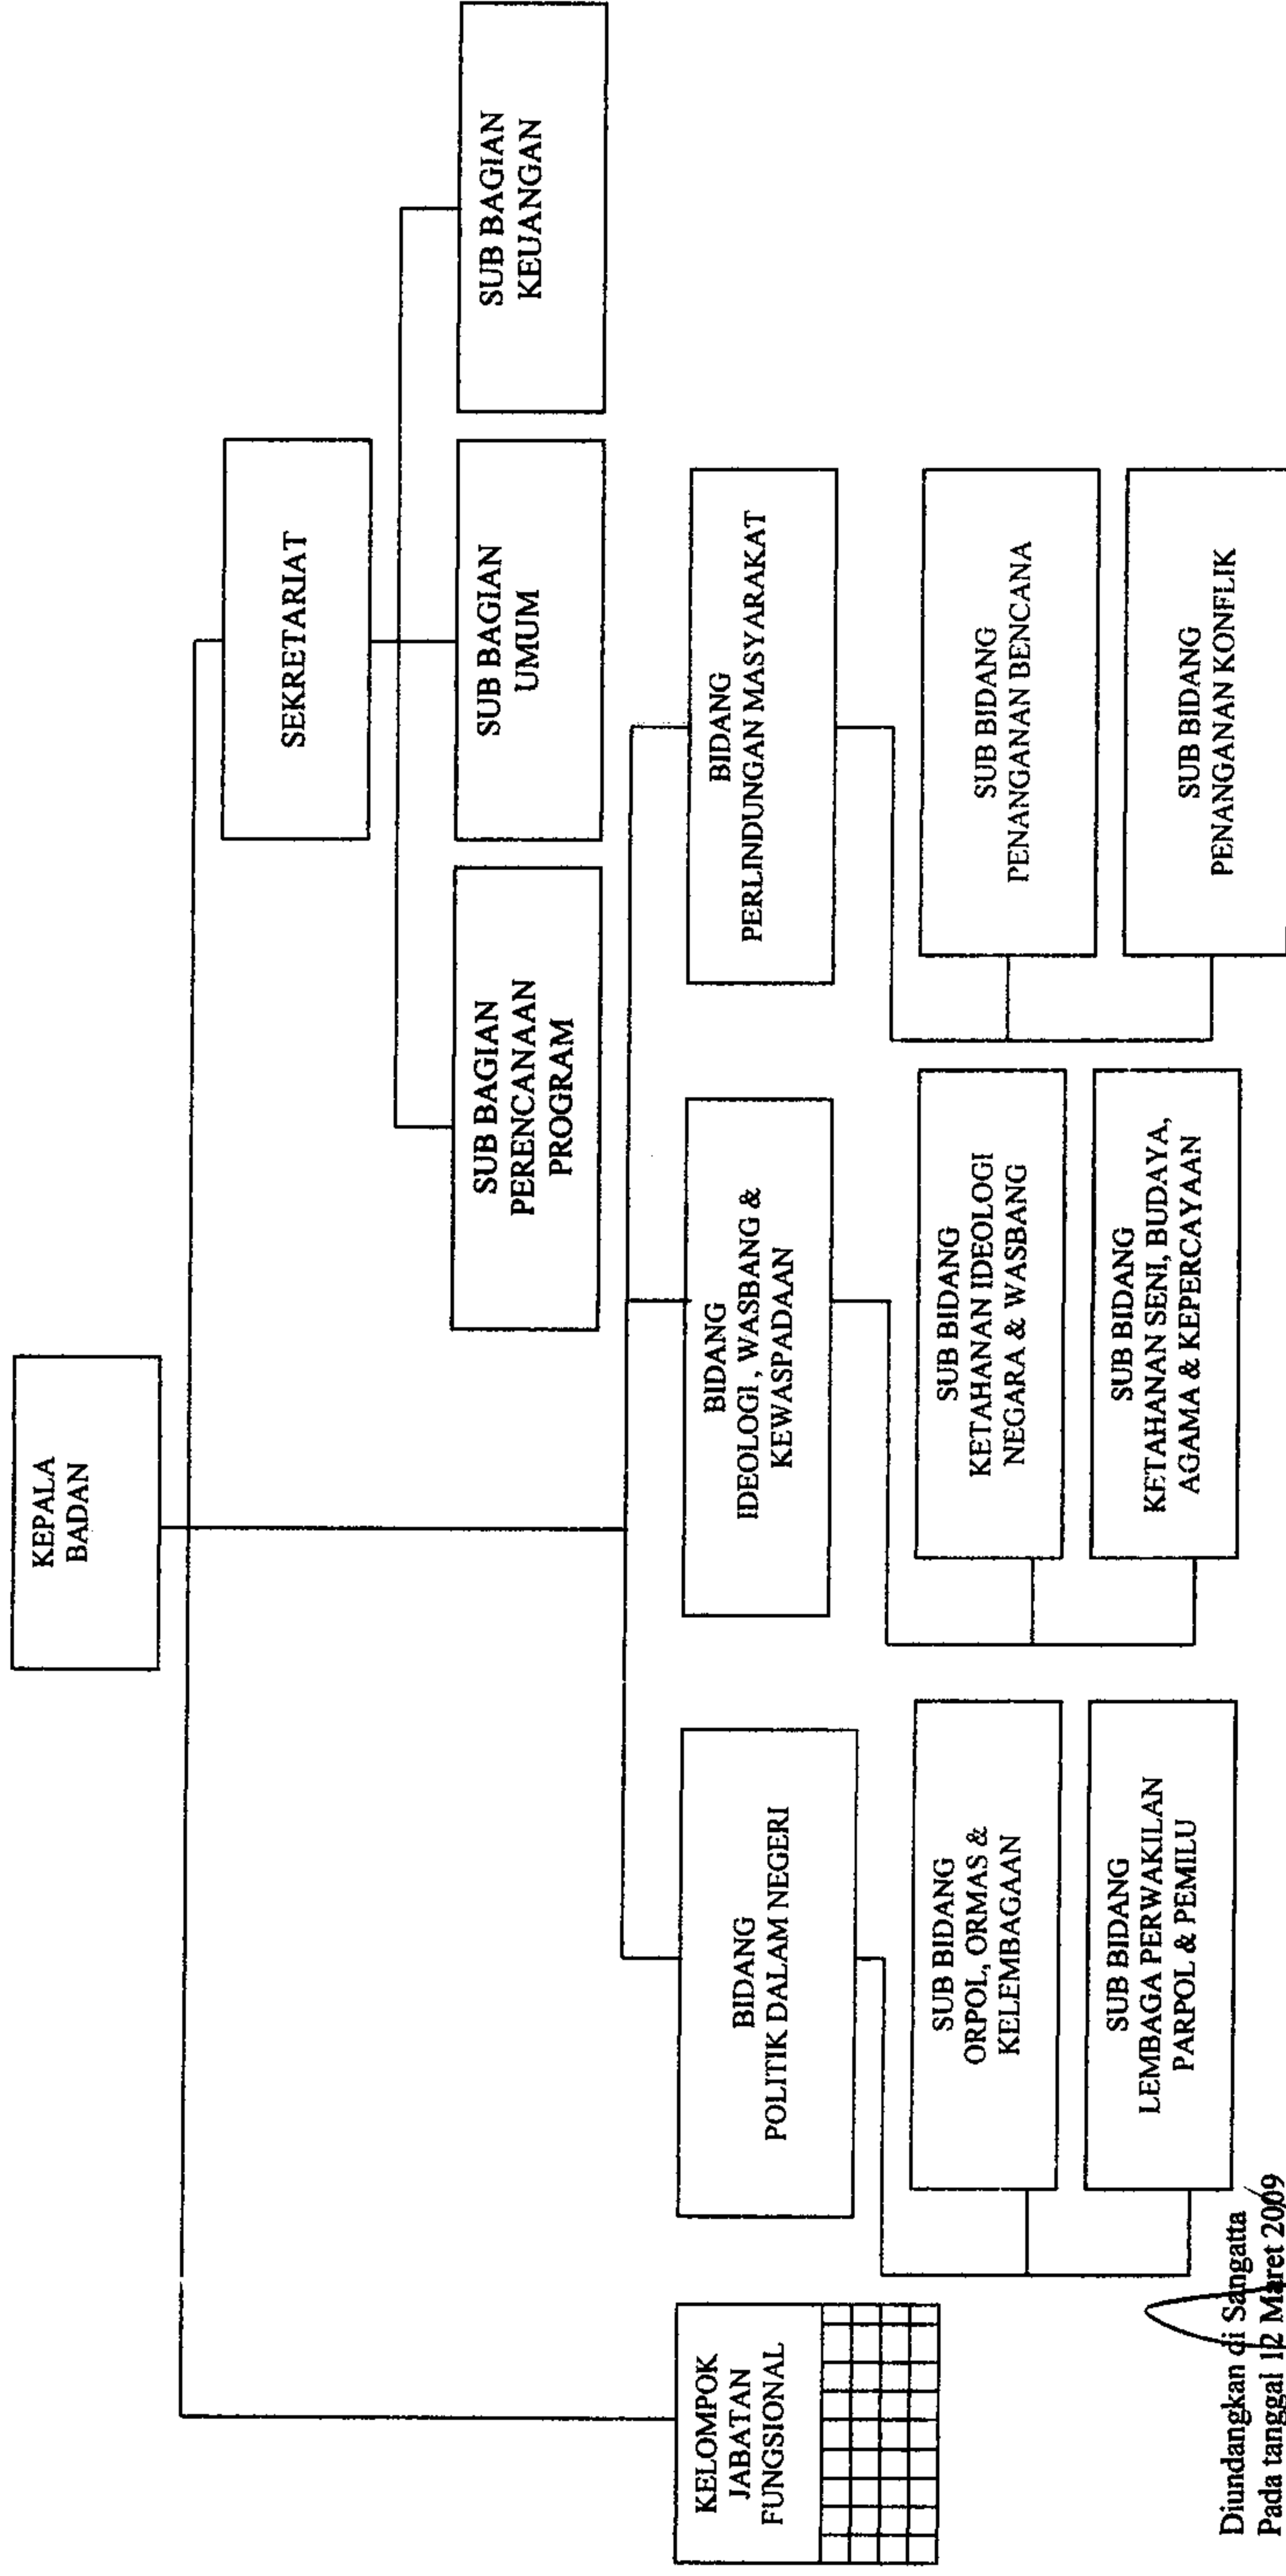 KEPALA
BADAN
SEKRETARIAT
SUB BAGIAN
PERENCANAAN
PROGRAM
SUB BAGIAN
UMUM
SUB BAGIAN
KEUANGAN
KELOMPOK
JABATAN
FUNGSIONAL
BIDANG
POLITIK DALAM NEGERI
BIDANG
IDEOLOGI , WASBANG &
KEWASPADAAN
BIDANG
PERLINDUNGAN MASYARAKAT
SUB BIDANG
ORPOL, ORMAS &
KELEMBAGAAN
SUB BIDANG
KETAHANAN IDEOLOGI
NEGARA & WASBANG
SUB BIDANG
PENANGANAN BENCANA
SUB BIDANG
LEMBAGA PERWAKILAN
PARPOL & PEMILU
SUB BIDANG
KETAHANAN SENI, BUDAYA,
AGAMA & KEPERCAYAAN
SUB BIDANG
PENANGANAN KONFLIK
Diundangkan di Sangatta
Pada tanggal 12 Maret 2009